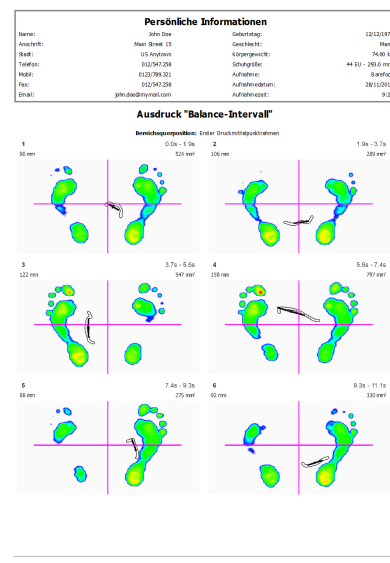 Persönliche Informationen
Name: John Doe Geburtstag: 12/12/197
Anschrift: Main Street 15 Geschlecht: Man
Stadt: US Anytown Körpergewicht: 74.00 k
Telefon: 012/547.258 Schuhgröße: 44 EU - 293.0 mm
Mobil: 0123/789.321 Aufnahme: Barefoo
Fax: 012/547.258 Aufnahmedatum: 28/11/201
Email: john.doe@mymail.com Aufnahmezeit: 9:2
Ausdruck "Balance-Intervall"
Bereichsquerposition: Erster Druckmittelpunktrahmen
1 0.0s - 1.9s 2 1.9s - 3.7s
90 mm 524 mm² 106 mm 289 mm²
3 3.7s - 5.6s 4 5.6s - 7.4s
122 mm 547 mm² 158 mm 797 mm²
5 7.4s - 9.3s 6 9.3s - 11.1s
88 mm 275 mm² 92 mm 330 mm²